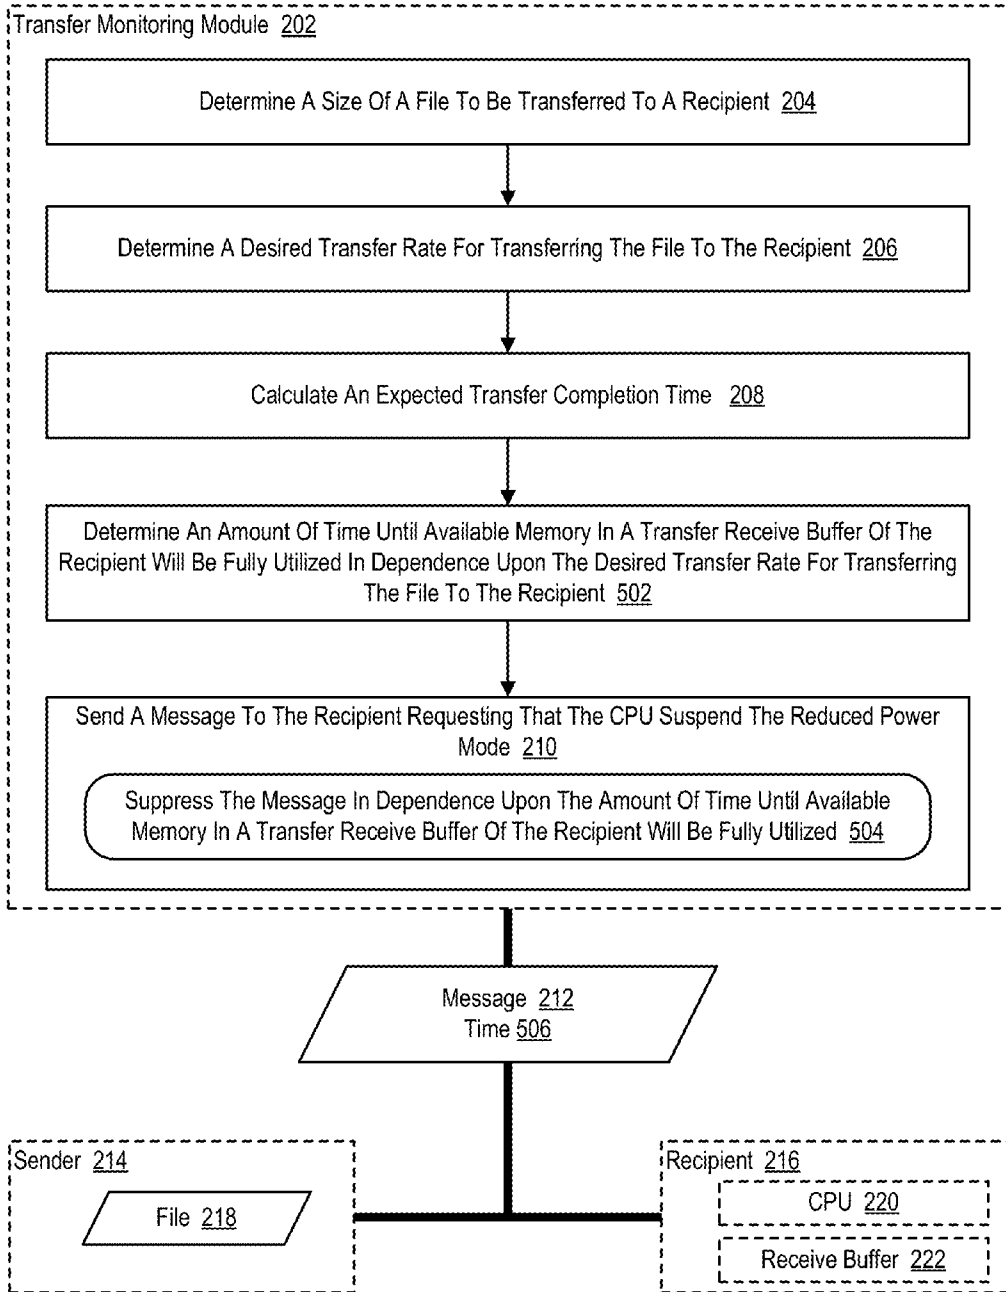 Transfer Monitoring Module 202
Determine A Size Of A File To Be Transferred To A Recipient 204
Determine A Desired Transfer Rate For Transferring The File To The Recipient 206
Calculate An Expected Transfer Completion Time 208
Determine An Amount Of Time Until Available Memory In A Transfer Receive Buffer Of The
Recipient Will Be Fully Utilized In Dependence Upon The Desired Transfer Rate For Transferring
The File To The Recipient 502
Send A Message To The Recipient Requesting That The CPU Suspend The Reduced Power
Mode 210
Suppress The Message In Dependence Upon The Amount Of Time Until Available
Memory In A Transfer Receive Buffer Of The Recipient Will Be Fully Utilized 504
Message 212
Time 506
Sender 214
File 218
Recipient 216
CPU 220
Receive Buffer 222